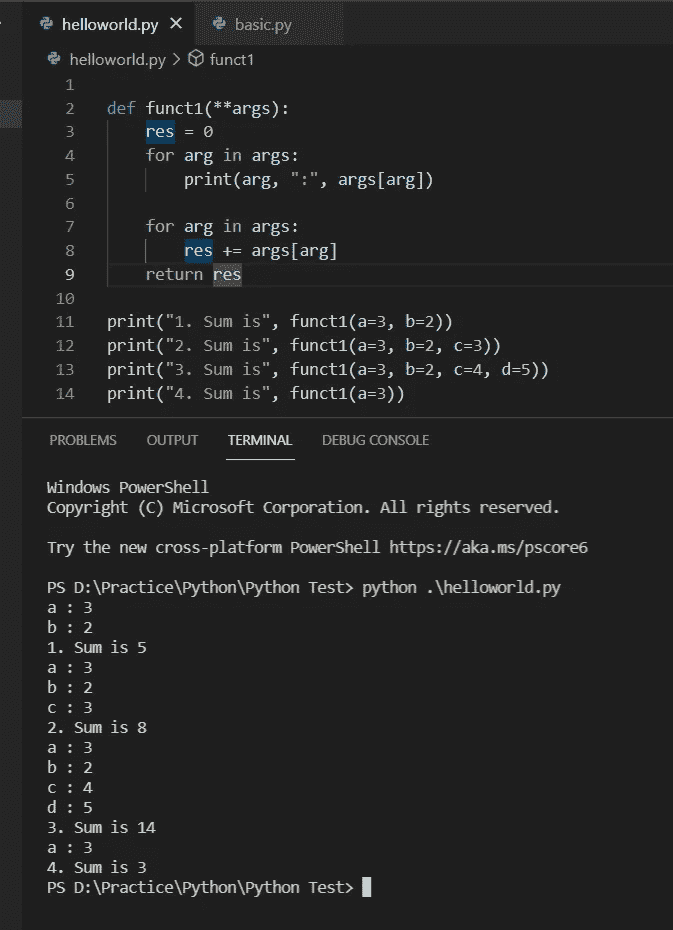 helloworld.py × basic.py
helloworld.py > funct1
1
2 def funct1(**args):
3     res = 0
4     for arg in args:
5         print(arg, ":", args[arg])
6
7     for arg in args:
8         res += args[arg]
9     return res
10
11 print("1. Sum is", funct1(a=3, b=2))
12 print("2. Sum is", funct1(a=3, b=2, c=3))
13 print("3. Sum is", funct1(a=3, b=2, c=4, d=5))
14 print("4. Sum is", funct1(a=3))
PROBLEMS OUTPUT TERMINAL DEBUG CONSOLE
Windows PowerShell
Copyright (C) Microsoft Corporation. All rights reserved.
Try the new cross-platform PowerShell https://aka.ms/pscore6
PS D:\Practice\Python\Python Test> python .\helloworld.py
a : 3
b : 2
1. Sum is 5
a : 3
b : 2
c : 3
2. Sum is 8
a : 3
b : 2
c : 4
d : 5
3. Sum is 14
a : 3
4. Sum is 3
PS D:\Practice\Python\Python Test>